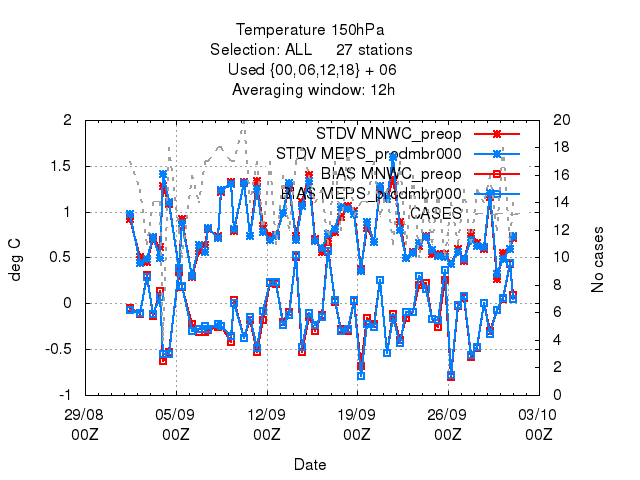 Temperature 150hPa
Selection: ALL 27 stations
Used {00,06,12,18} + 06
Averaging window: 12h
STDV MNWC_preop
STDV MEPS_prodmbr000
BIAS MNWC_preop
BIAS MEPS_prodmbr000
CASES
deg C
2
1.5
1
0.5
0
-0.5
-1
No cases
20
18
16
14
12
10
8
6
4
2
0
29/08 05/09 12/09 19/09 26/09 03/10
00Z 00Z 00Z 00Z 00Z 00Z
Date